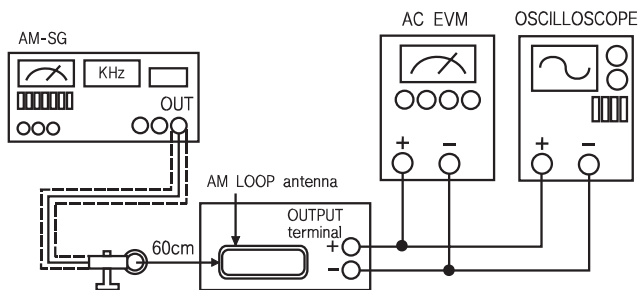 AM-SG
KHz
OUT
AC EVM
OSCILLOSCOPE
+
−
+
−
AM LOOP antenna
60cm
OUTPUT
terminal
+
−